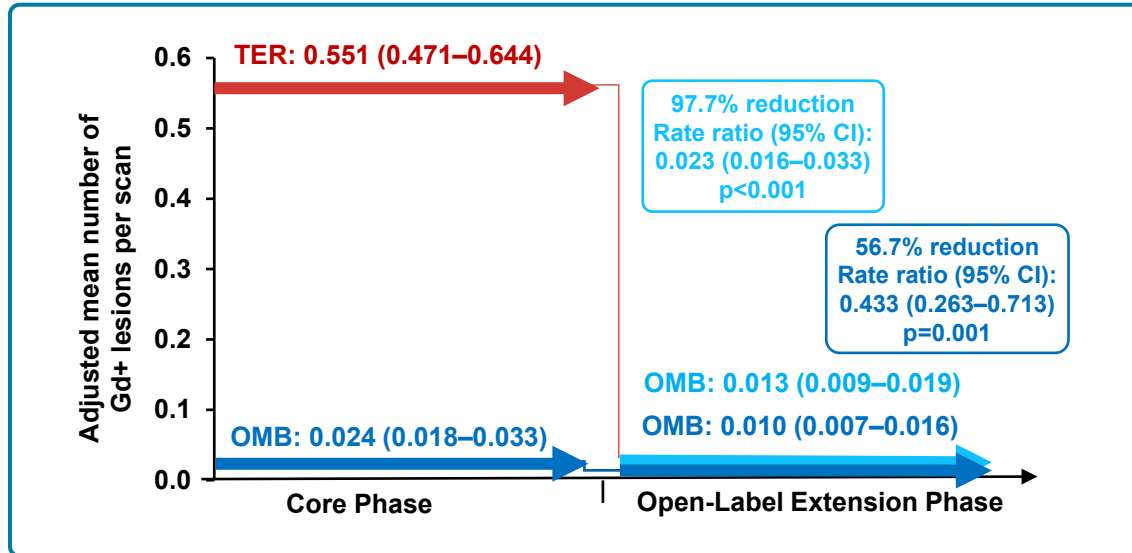 Adjusted mean number of
Gd+ lesions per scan
0.6
0.5
0.4
0.3
0.2
0.1
0.0
TER: 0.551 (0.471–0.644)
97.7% reduction
Rate ratio (95% CI):
0.023 (0.016–0.033)
p<0.001
56.7% reduction
Rate ratio (95% CI):
0.433 (0.263–0.713)
p=0.001
OMB: 0.013 (0.009–0.019)
OMB: 0.024 (0.018–0.033)
OMB: 0.010 (0.007–0.016)
Core Phase
Open-Label Extension Phase